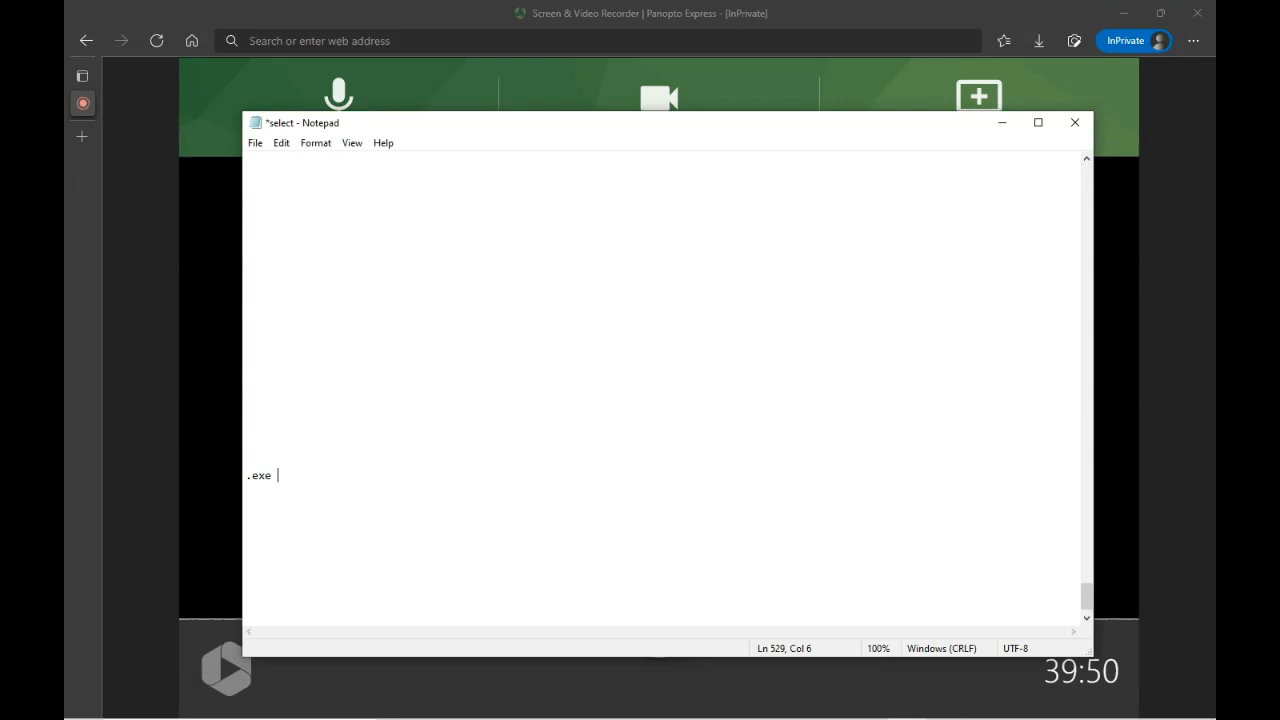 Screen & Video Recorder | Panopto Express - [InPrivate]
Search or enter web address
InPrivate
*select - Notepad
File Edit Format View Help
.exe
Ln 529, Col 6 100% Windows (CRLF) UTF-8
39:50